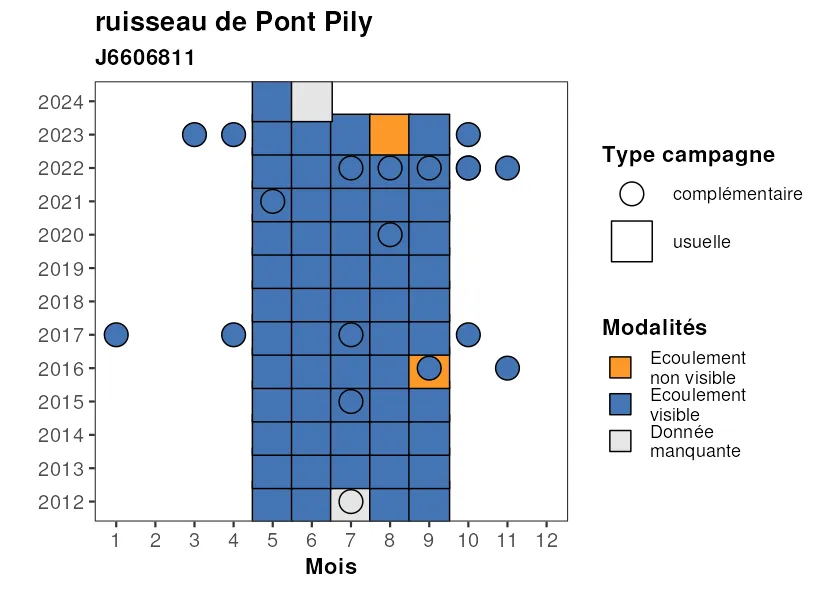 ruisseau de Pont Pily
J6606811
2024
2023
2022
2021
2020
2019
2018
2017
2016
2015
2014
2013
2012
1 2 3 4 5 6 7 8 9 10 11 12
Mois
Type campagne
complémentaire
usuelle
Modalités
Ecoulement
non visible
Ecoulement
visible
Donnée
manquante